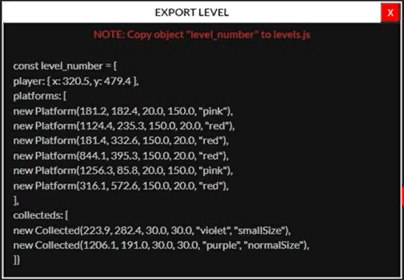 EXPORT LEVEL
X
NOTE: Copy object "level_number" to levels.js
const level_number = {
player: { x: 320.5, y: 479.4 },
platforms: [
new Platform(181.2, 182.4, 20.0, 150.0, "pink"),
new Platform(1124.4, 235.3, 150.0, 20.0, "red"),
new Platform(181.4, 332.6, 150.0, 20.0, "red"),
new Platform(844.1, 395.3, 150.0, 20.0, "red"),
new Platform(1256.3, 85.8, 20.0, 150.0, "pink"),
new Platform(316.1, 572.6, 150.0, 20.0, "red"),
],
collecteds: [
new Collected(223.9, 282.4, 30.0, 30.0, "violet", "smallSize"),
new Collected(1206.1, 191.0, 30.0, 30.0, "purple", "normalSize"),
]}